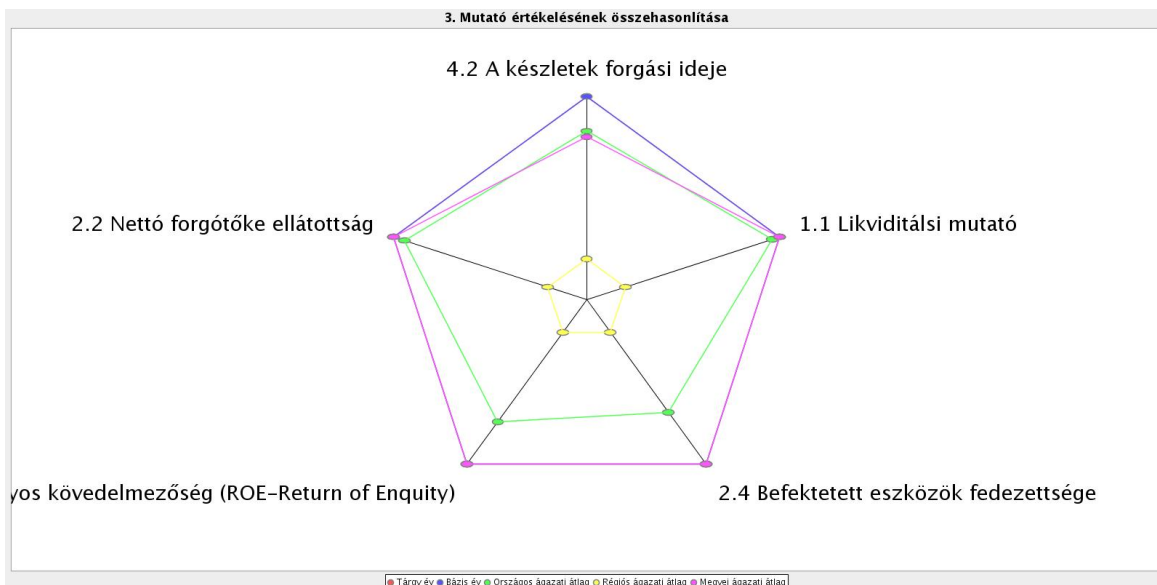 3. Mutató értékelésének összehasonlítása
4.2 A készletek forgási ideje
2.2 Nettó forgótőke ellátottság
1.1 Likviditálsi mutató
yos kövedelmezőség (ROE-Return of Enquity)
2.4 Befektetett eszközök fedezettsége
Tárgy év Bázis év Országos ágazati átlag Régiós ágazati átlag Megyei ágazati átlag